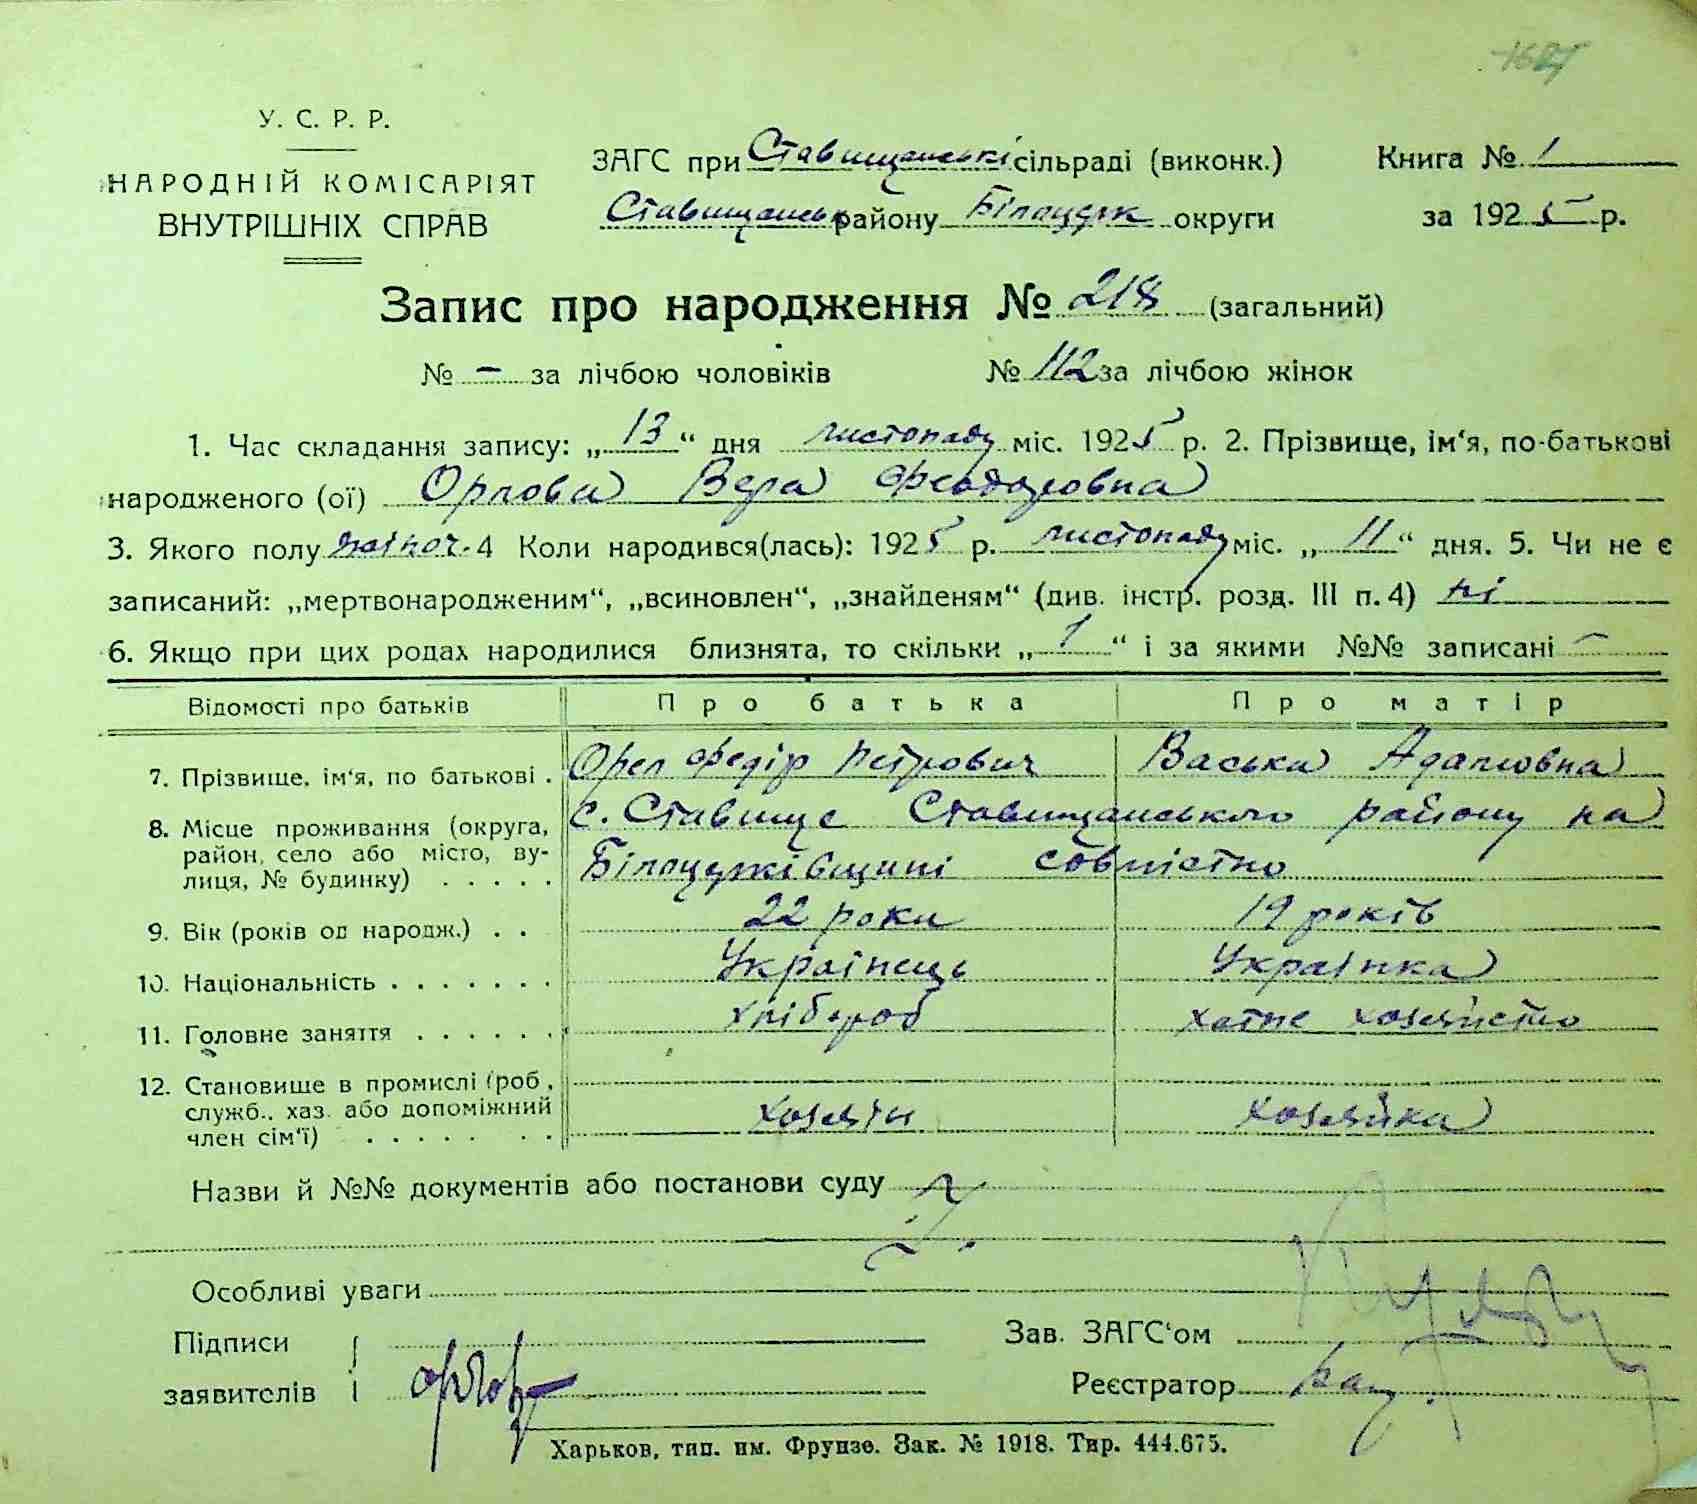 У. С. Р. Р.
НАРОДНІЙ КОМІСАРІЯТ
ВНУТРІШНІХ СПРАВ
ЗАГС при Ставищанські сільраді (виконк.)
Ставищанськ району Білоцерк округи
Книга № 1
за 1925 р.
Запис про народження № 218 (загальний)
№ – за лічбою чоловіків № 112 за лічбою жінок
1. Час складання запису: „13“ дня листопаду міс. 1925 р. 2. Прізвище, ім‘я, по-батькові
народженого (ої) Орлова Вера Феодоровна
3. Якого полу жіноч. 4 Коли народився(лась): 1925 р. листопаду міс. „11“ дня. 5. Чи не є
записаний: „мертвонародженим“, „всиновлен“, „знайденям“ (див. інстр. розд. III п. 4) ні
6. Якщо при цих родах народилися близнята, то скільки „1“ і за якими №№ записані –
Відомості про батьків Про батька Про матір
7. Прізвище, ім‘я, по батькові . Орел Федір Петрович Васька Адамовна
8. Місце проживання (округа, с. Ставище Ставищанського району на
район, село або місто, ву-
лиця, № будинку) . . . . . Білоцерківщині совмістно
9. Вік (років од народж.) . . 22 роки 19 років
10. Національність . . . . . . . Українець Українка
11. Головне заняття . . . . . . Хлібороб хатне хозяйство
12. Становище в промислі (роб.,
служб., хаз. або допоміжний
член сім‘ї) . . . . . . . Хозяїн Хозяйка
Назви й №№ документів або постанови суду
Особливі уваги
Підписи
заявителів
Зав. ЗАГС‘ом
Реєстратор
Харьков, тип. им. Фрунзе. Зак. № 1918. Тир. 444.675.